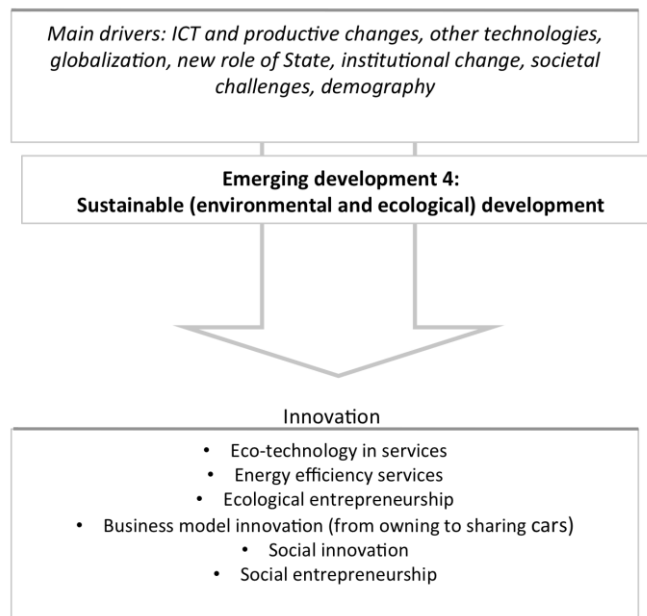 Main drivers: ICT and productive changes, other technologies,
globalization, new role of State, institutional change, societal
challenges, demography
Emerging development 4:
Sustainable (environmental and ecological) development
Innovation
• Eco-technology in services
• Energy efficiency services
• Ecological entrepreneurship
• Business model innovation (from owning to sharing cars)
• Social innovation
• Social entrepreneurship